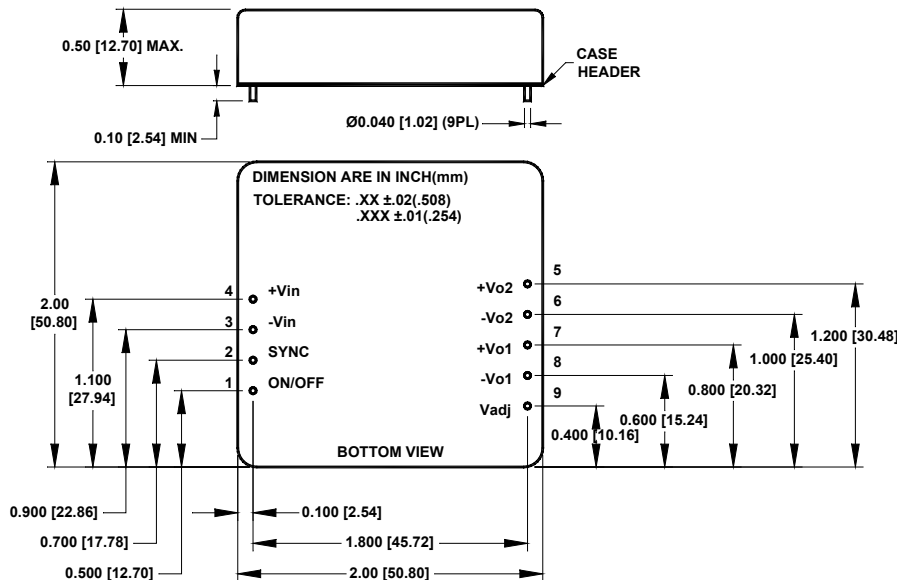 0.50 [12.70] MAX.
CASE
HEADER
Ø0.040 [1.02] (9PL)
0.10 [2.54] MIN
DIMENSION ARE IN INCH(mm)
TOLERANCE: .XX ±.02(.508)
.XXX ±.01(.254)
2.00
[50.80]
4 +Vin
3 -Vin
2 SYNC
1 ON/OFF
1.100
[27.94]
+Vo2 5
-Vo2 6
+Vo1 7
-Vo1 8
Vadj 9
1.200 [30.48]
1.000 [25.40]
0.800 [20.32]
0.600 [15.24]
0.400 [10.16]
BOTTOM VIEW
0.900 [22.86]
0.700 [17.78]
0.500 [12.70]
0.100 [2.54]
1.800 [45.72]
2.00 [50.80]